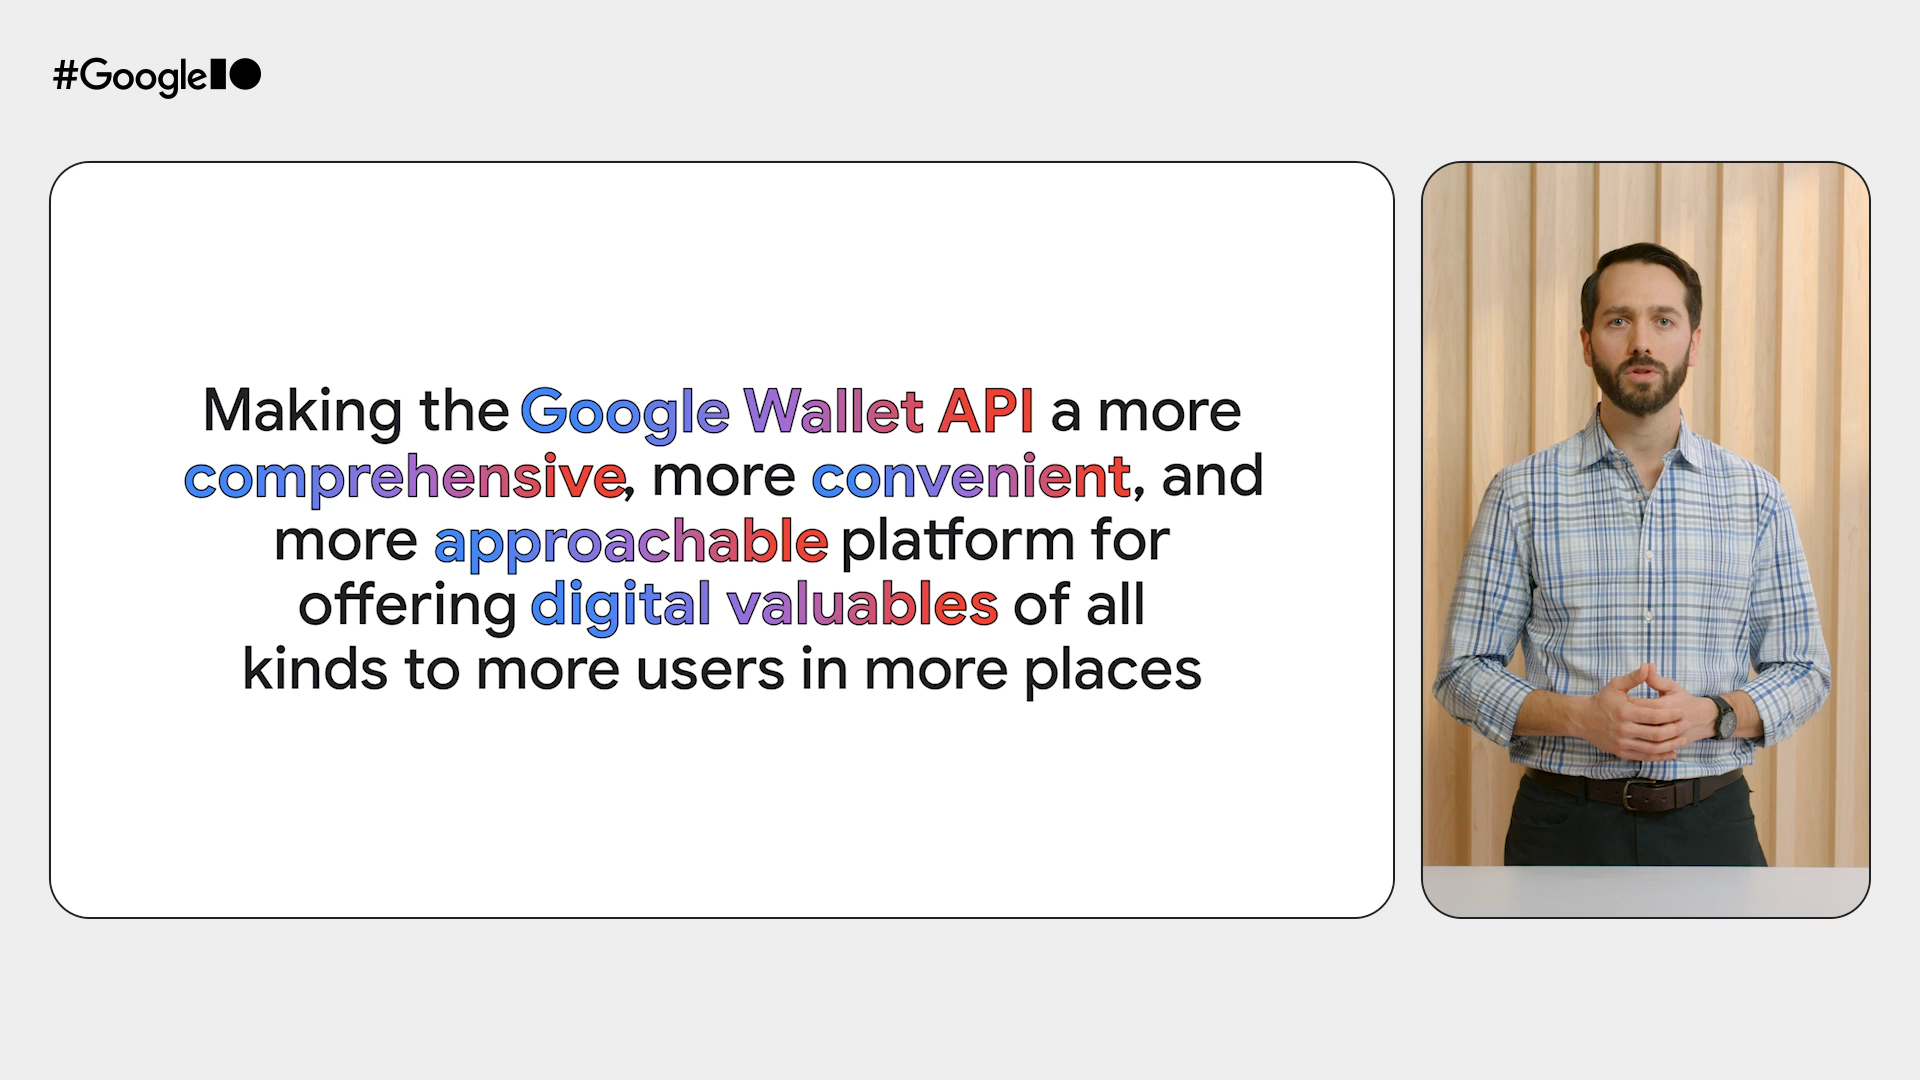 #GoogleIO
Making the Google Wallet API a more
comprehensive, more convenient, and
more approachable platform for
offering digital valuables of all
kinds to more users in more places